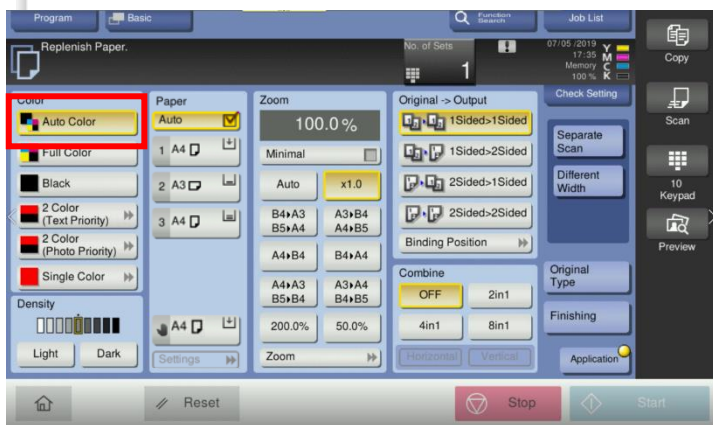 Program
Basic
Function
Search
Job List
Replenish Paper.
No. of Sets
1
07/05/2019
17:35
Memory
100 %
Y
M
C
K
Copy
Scan
10
Keypad
Preview
Color
Auto Color
Full Color
Black
2 Color
(Text Priority)
2 Color
(Photo Priority)
Single Color
Density
Light
Dark
Paper
Auto
1 A4
2 A3
3 A4
A4
Settings
Zoom
100.0 %
Minimal
Auto
x1.0
B4▸A3
B5▸A4
A3▸B4
A4▸B5
A4▸B4
B4▸A4
A4▸A3
B5▸B4
A3▸A4
B4▸B5
200.0%
50.0%
Zoom
Original -> Output
1Sided>1Sided
1Sided>2Sided
2Sided>1Sided
2Sided>2Sided
Binding Position
Combine
OFF
2in1
4in1
8in1
Horizontal
Vertical
Check Setting
Separate
Scan
Different
Width
Original
Type
Finishing
Application
Reset
Stop
Start